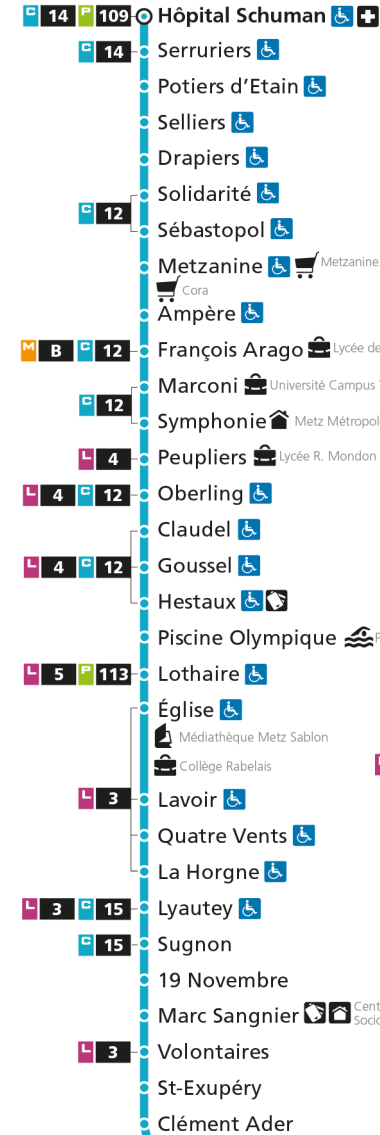 C 14 P 109 Hôpital Schuman
C 14 Serruriers
Potiers d'Etain
Selliers
Drapiers
Solidarité
C 12
Sébastopol
Metzanine Metzanine
Cora
Ampère
M B C 12 François Arago Lycée de
Marconi Université Campus
C 12
Symphonie Metz Métropol
L 4 Peupliers Lycée R. Mondon
L 4 C 12 Oberling
Claudel
L 4 C 12 Goussel
Hestaux
Piscine Olympique
L 5 P 113 Lothaire
Église
Médiathèque Metz Sablon
Collège Rabelais
L 3 Lavoir
Quatre Vents
La Horgne
L 3 C 15 Lyautey
C 15 Sugnon
19 Novembre
Marc Sangnier Cent
Socio
L 3 Volontaires
St-Exupéry
Clément Ader